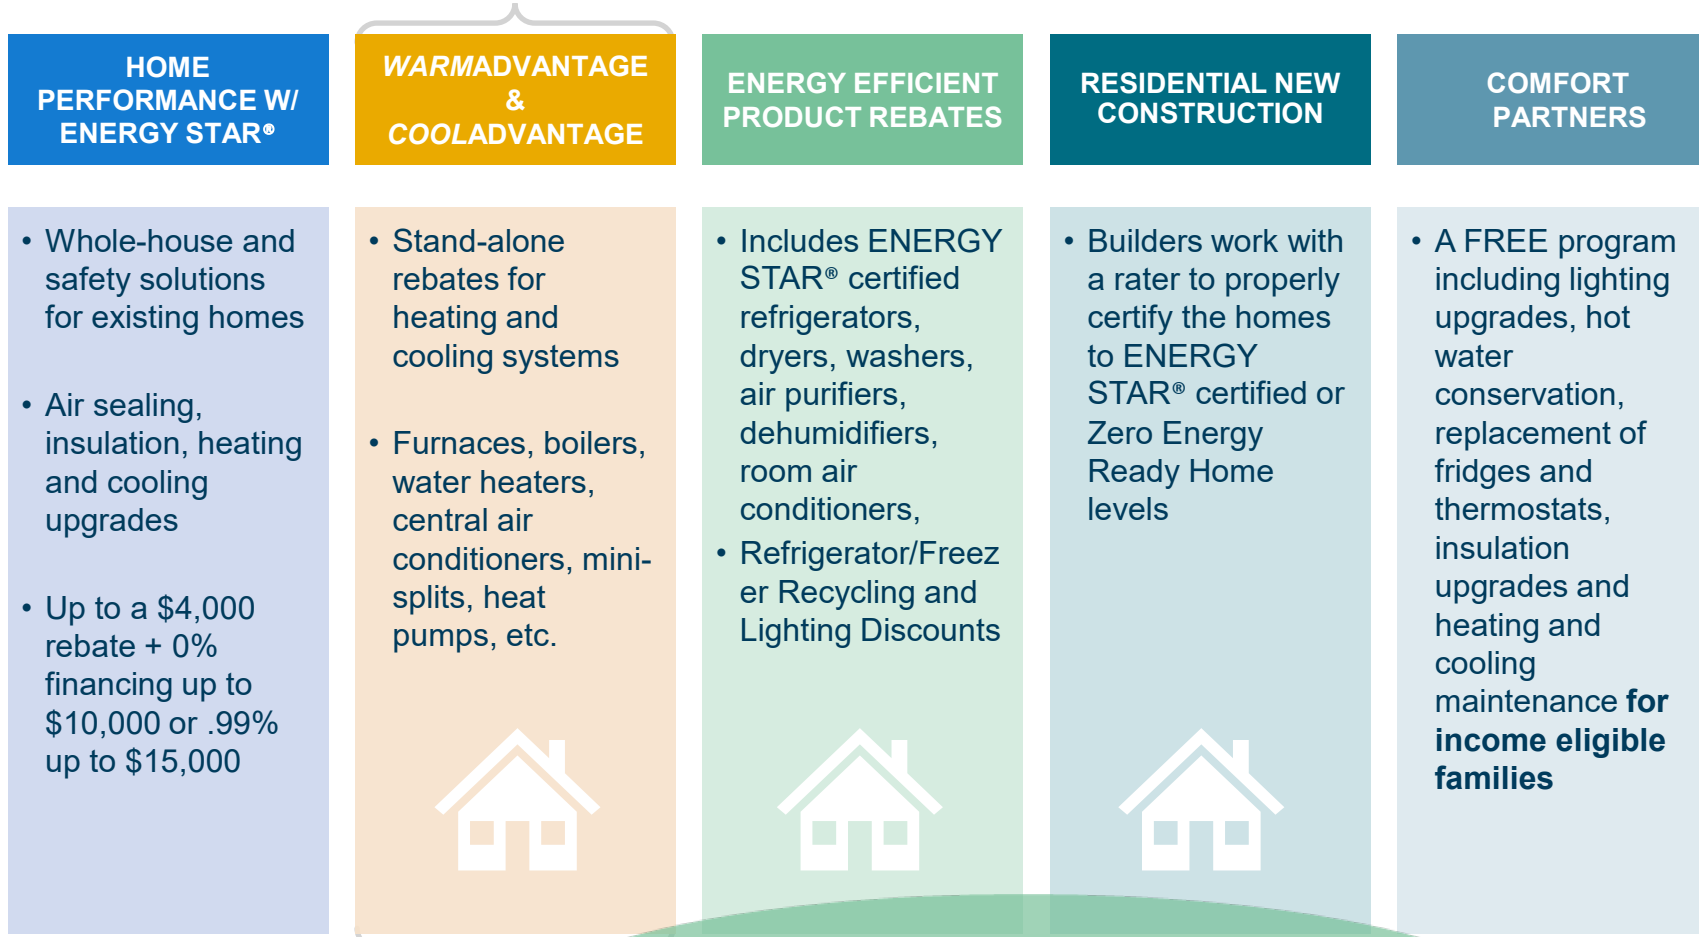 HOME
PERFORMANCE W/
ENERGY STAR®
WARMADVANTAGE
&
COOLADVANTAGE
ENERGY EFFICIENT
PRODUCT REBATES
RESIDENTIAL NEW
CONSTRUCTION
COMFORT
PARTNERS
• Whole-house and
safety solutions
for existing homes
• Air sealing,
insulation, heating
and cooling
upgrades
• Up to a $4,000
rebate + 0%
financing up to
$10,000 or .99%
up to $15,000
• Stand-alone
rebates for
heating and
cooling systems
• Furnaces, boilers,
water heaters,
central air
conditioners, mini-
splits, heat
pumps, etc.
• Includes ENERGY
STAR® certified
refrigerators,
dryers, washers,
air purifiers,
dehumidifiers,
room air
conditioners,
• Refrigerator/Freez
er Recycling and
Lighting Discounts
• Builders work with
a rater to properly
certify the homes
to ENERGY
STAR® certified or
Zero Energy
Ready Home
levels
• A FREE program
including lighting
upgrades, hot
water
conservation,
replacement of
fridges and
thermostats,
insulation
upgrades and
heating and
cooling
maintenance for
income eligible
families